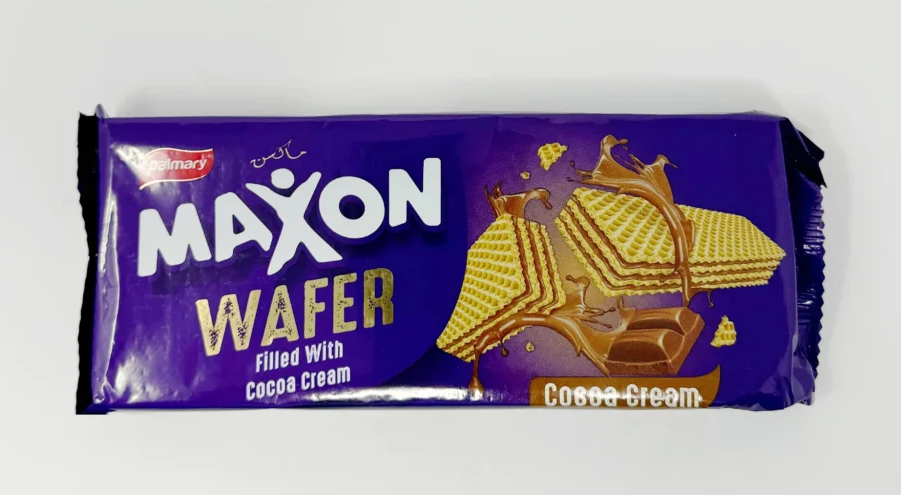 palmary
ماكسن
MAXON
WAFER
Filled With
Cocoa Cream
Cocoa Cream